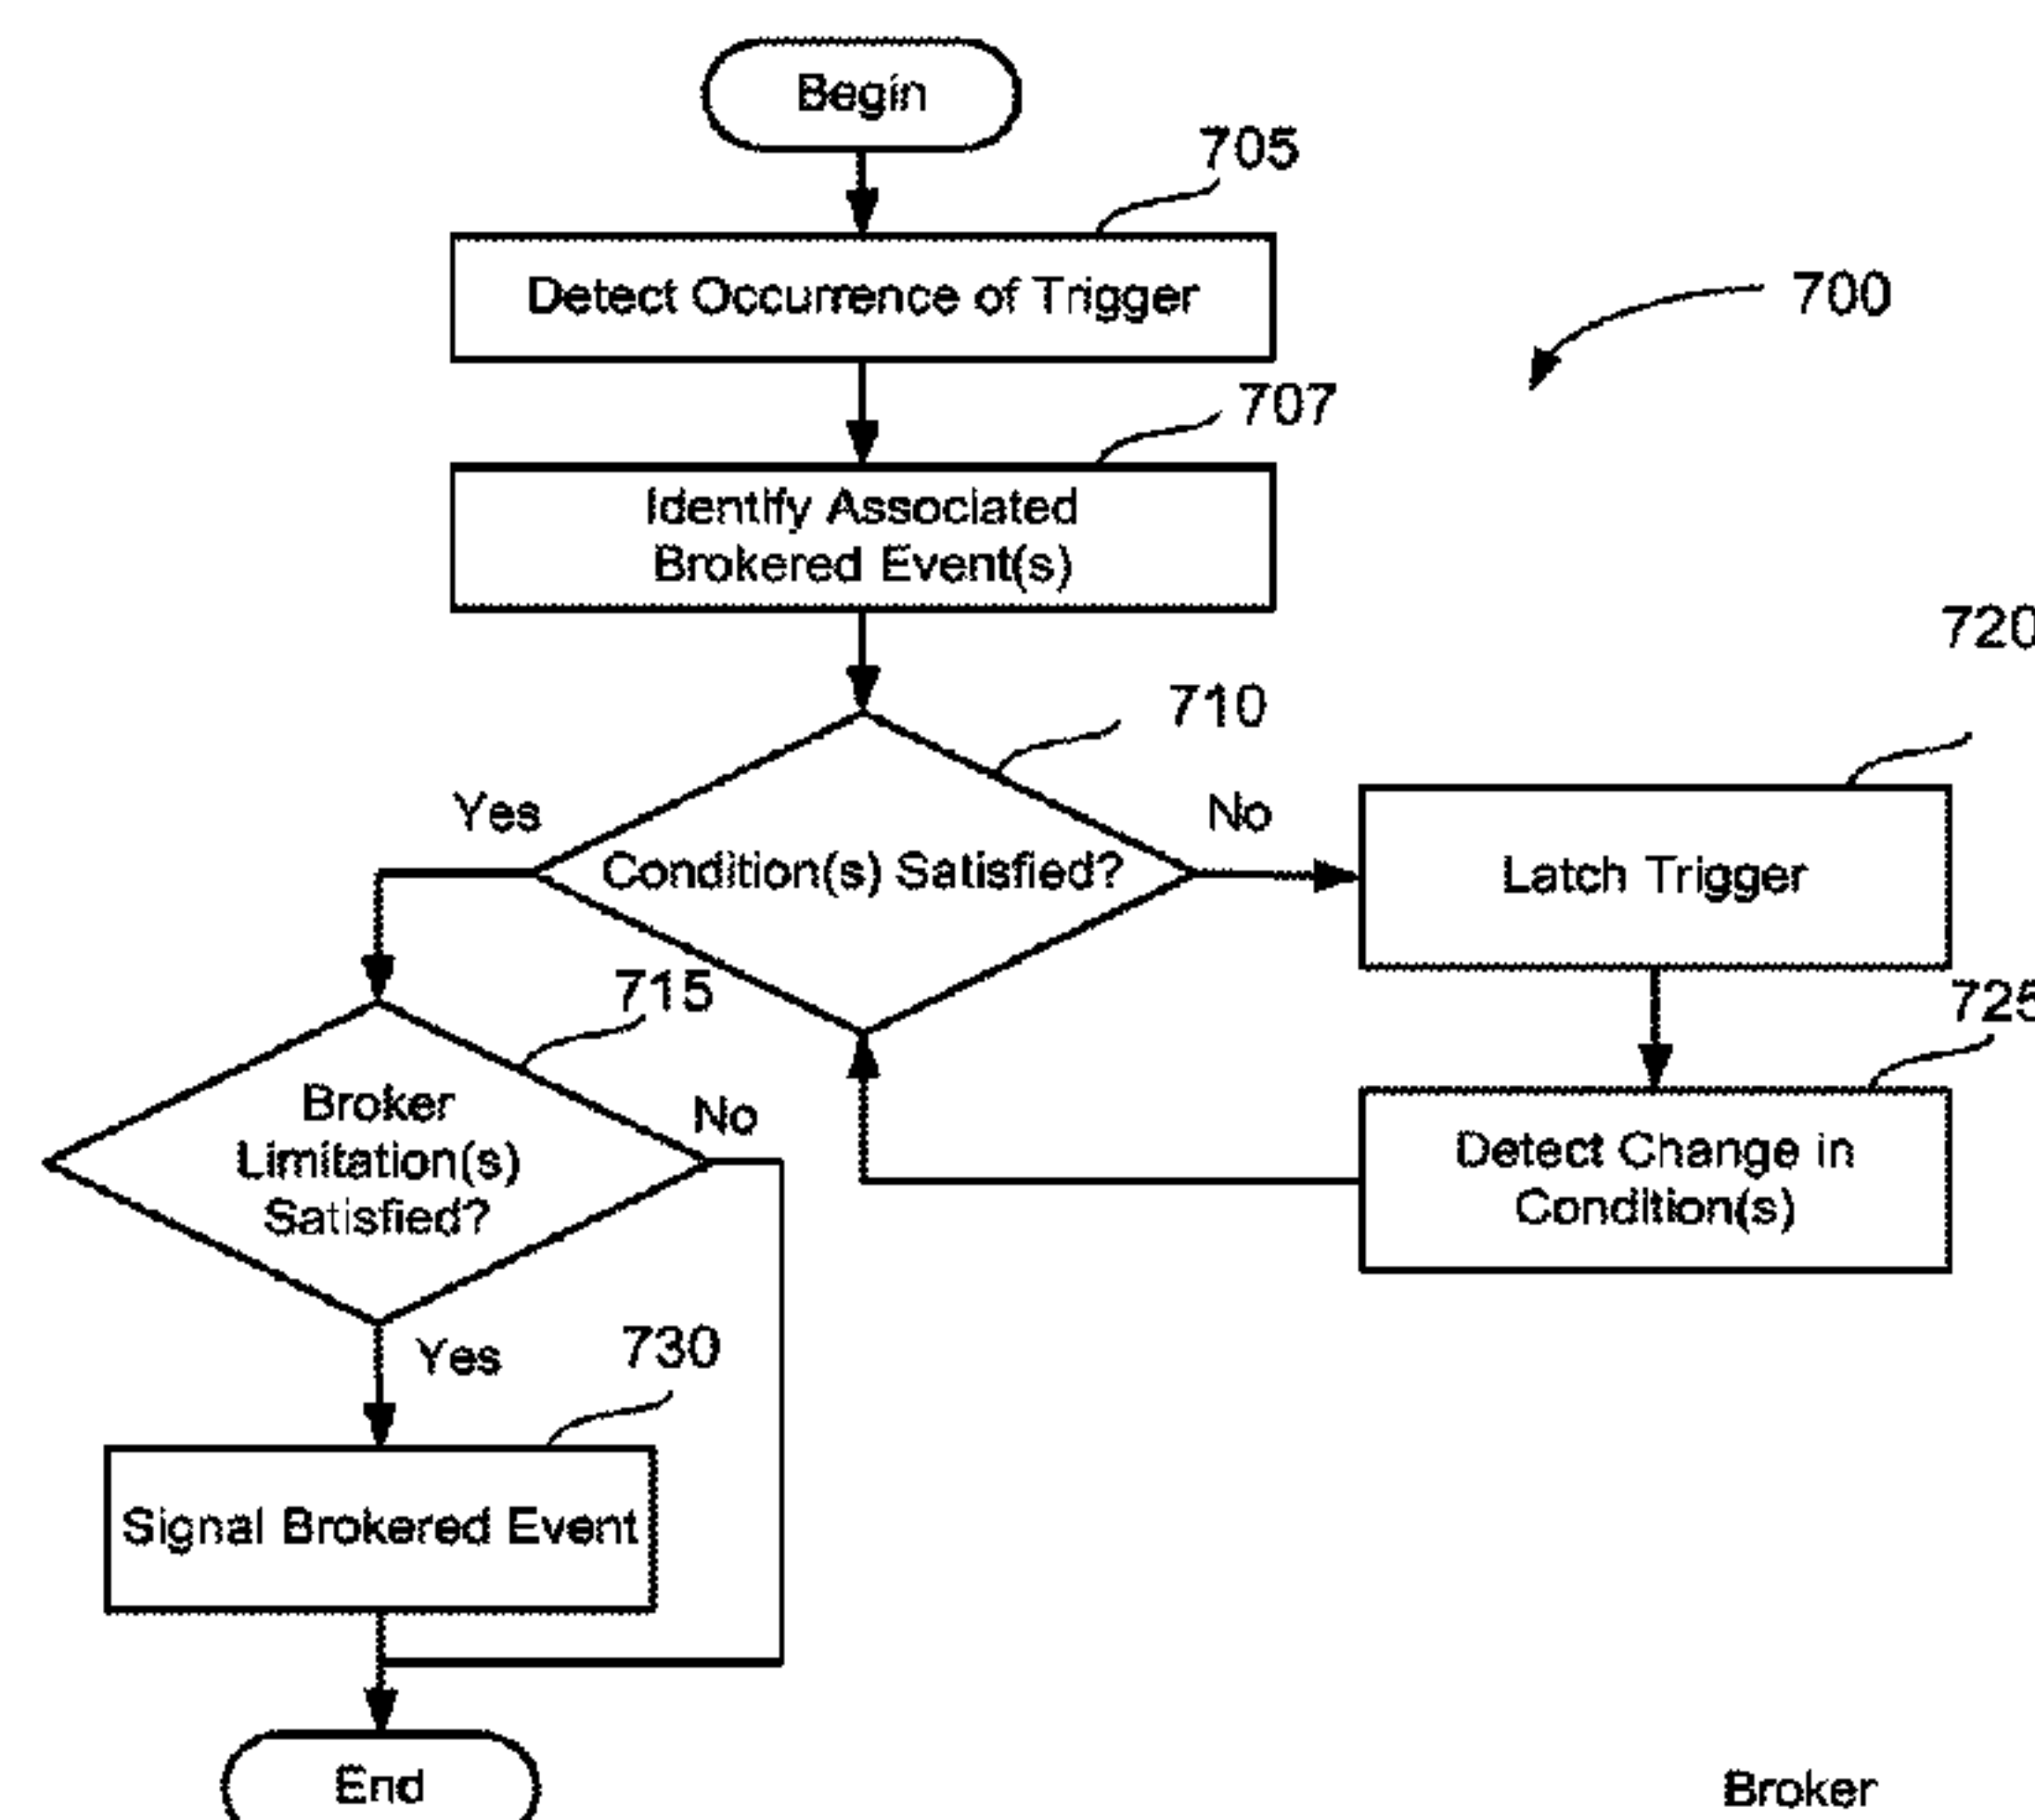 Begin
705
Detect Occurrence of Trigger
700
707
Identify Associated
Brokered Event(s)
720
710
Yes
No
Condition(s) Satisfied?
Latch Trigger
715
725
Broker
Limitation(s)
Satisfied?
No
Detect Change in
Condition(s)
Yes
730
Signal Brokered Event
End
Broker